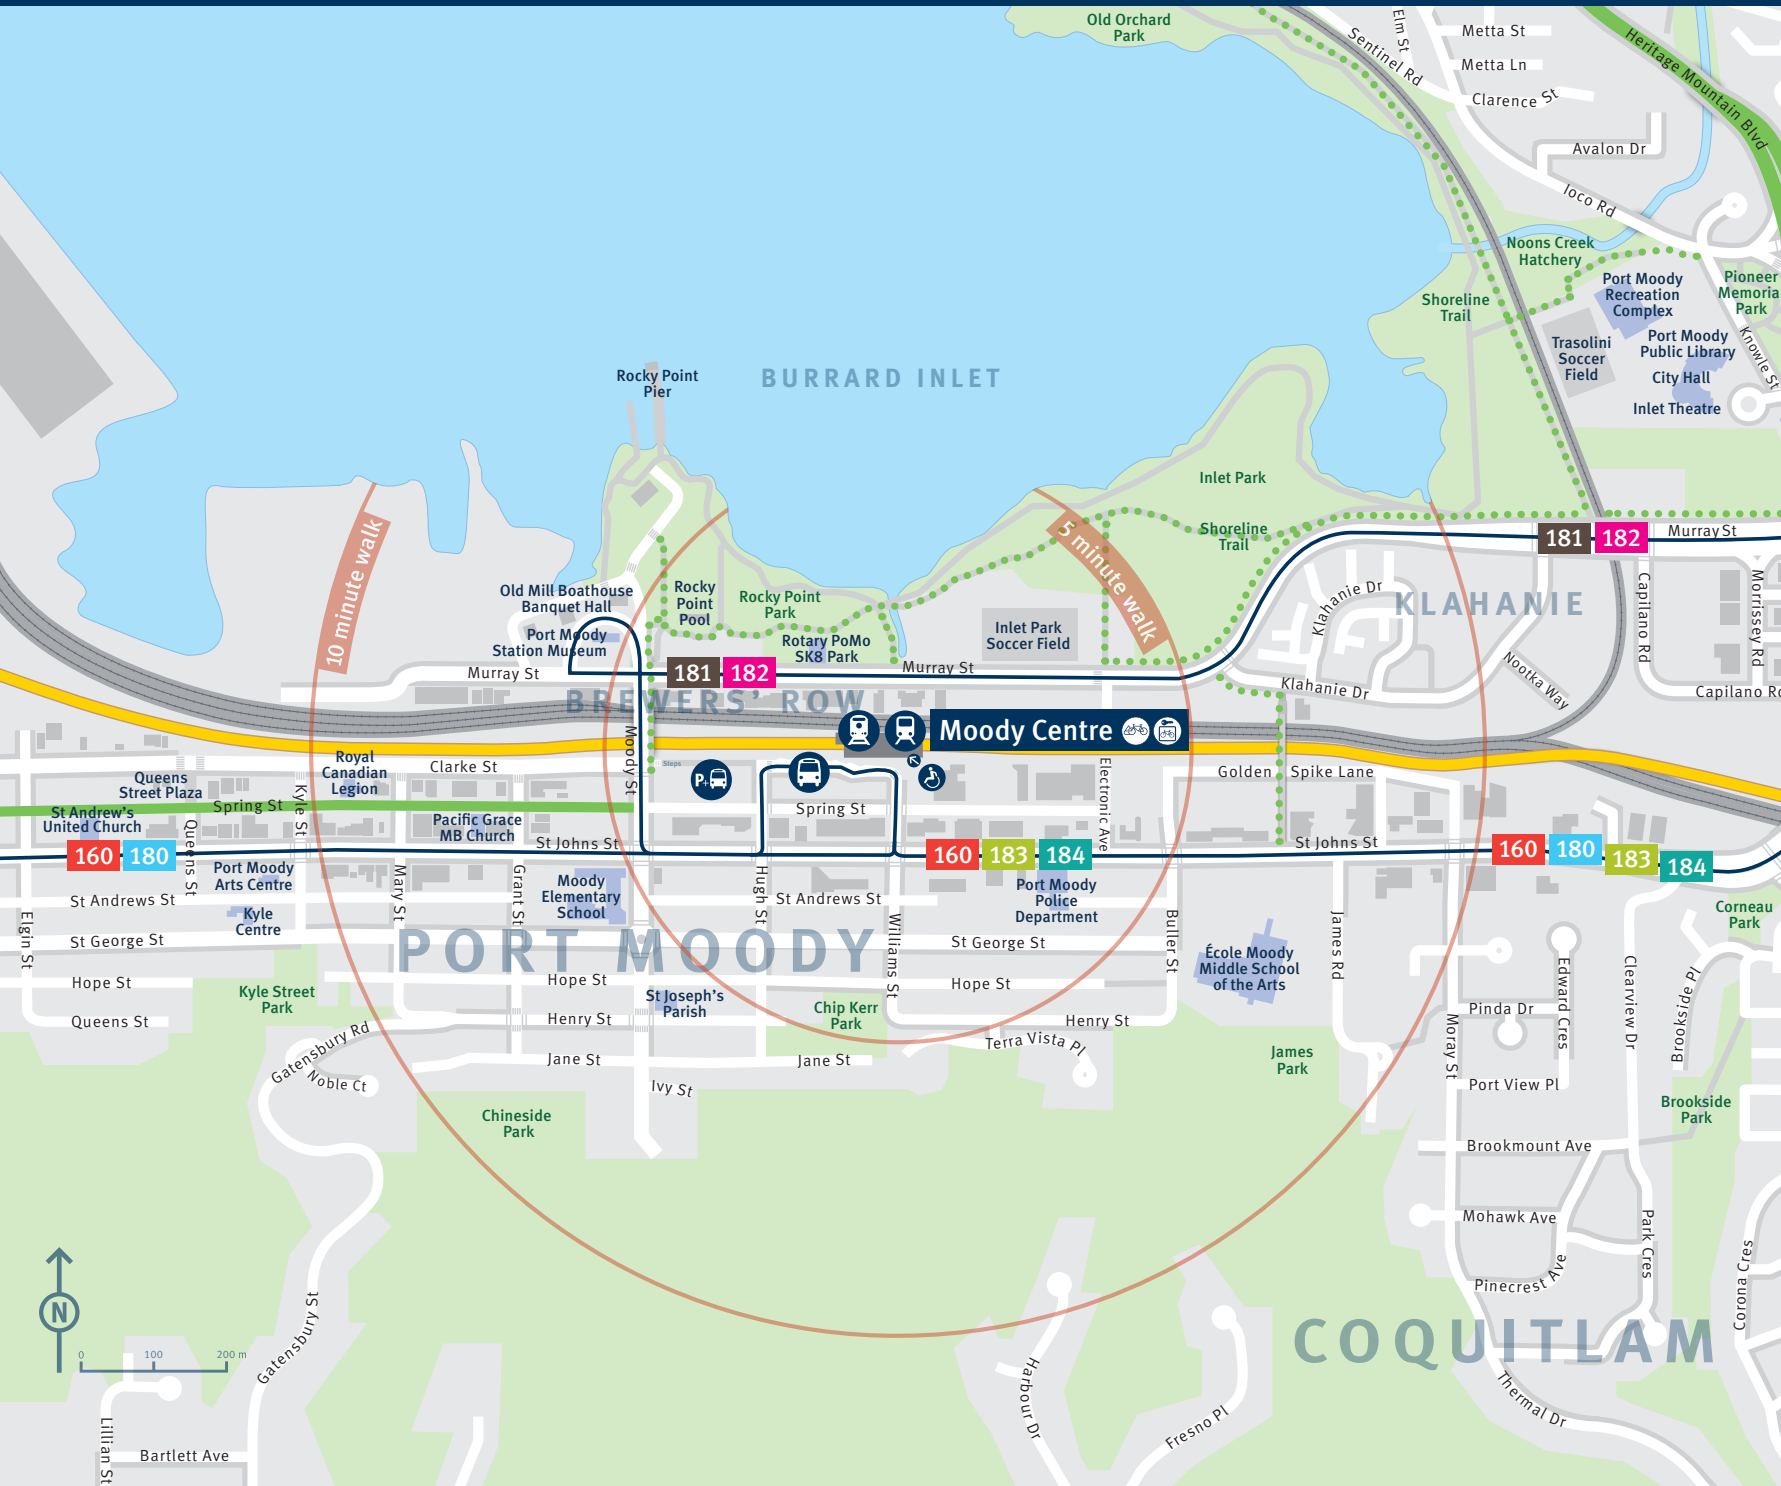 Old Orchard
Park
Elm St
Metta St
Metta Ln
Clarence St
Sentinel Rd
Heritage Mountain Blvd
Avalon Dr
Ioco Rd
Noons Creek
Hatchery
Port Moody
Recreation
Complex
Pioneer
Memoria
Park
Shoreline
Trail
Trasolini
Soccer
Field
Port Moody
Public Library
City Hall
Inlet Theatre
Knowle St
Rocky Point
Pier
BURRARD INLET
Inlet Park
Shoreline
Trail
10 minute walk
5 minute walk
181 182
Murray St
Old Mill Boathouse
Banquet Hall
Rocky
Point
Pool
Rocky Point
Park
Port Moody
Station Museum
Rotary PoMo
SK8 Park
Inlet Park
Soccer Field
Klahanie Dr
KLAHANIE
Capilano Rd
Morrissey Rd
Murray St
181 182
Murray St
Klahanie Dr
Nootka Way
Capilano Rd
BREWERS' ROW
Moody Centre
Moody St
Steps
P+
Royal
Canadian
Legion
Clarke St
Queens
Street Plaza
Spring St
Spring St
Golden Spike Lane
Electronic Ave
St Andrew's
United Church
Queens St
Kyle St
Pacific Grace
MB Church
St Johns St
St Johns St
160 180
160 183 184
160 180 183 184
Port Moody
Arts Centre
Mary St
Grant St
Moody
Elementary
School
Hugh St
St Andrews St
St Andrews St
Port Moody
Police
Department
Kyle
Centre
Elgin St
Williams St
Buller St
James Rd
Corneau
Park
St George St
PORT MOODY
St George St
École Moody
Middle School
of the Arts
Hope St
Hope St
Hope St
Edward Cres
Clearview Dr
Brookside Pl
Kyle Street
Park
St Joseph's
Parish
Chip Kerr
Park
Pinda Dr
Queens St
Henry St
Henry St
Moray St
Gatensbury Rd
Terra Vista Pl
Jane St
Jane St
James
Park
Noble Ct
Ivy St
Port View Pl
Chineside
Park
Brookside
Park
Brookmount Ave
Mohawk Ave
Park Cres
Pinecrest Ave
Corona Cres
N
0 100 200 m
Gatensbury St
COQUITLAM
Harbour Dr
Fresno Pl
Thermal Dr
Lillian St
Bartlett Ave